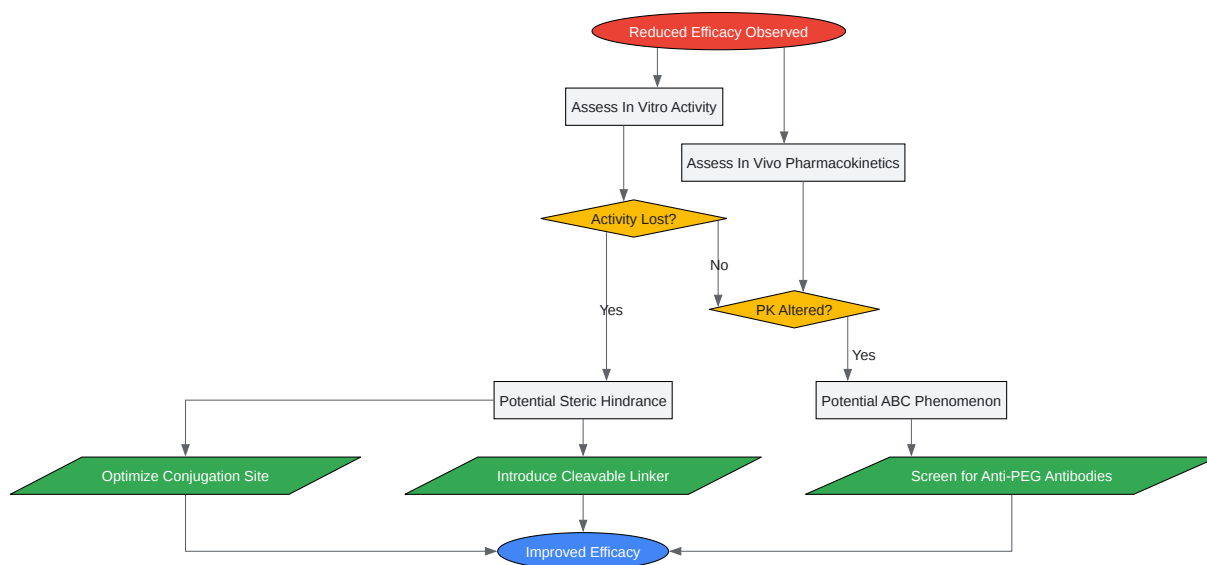 Reduced Efficacy Observed
Assess In Vitro Activity
Assess In Vivo Pharmacokinetics
Activity Lost?
No
PK Altered?
Yes
Yes
Potential Steric Hindrance
Potential ABC Phenomenon
Optimize Conjugation Site
Introduce Cleavable Linker
Screen for Anti-PEG Antibodies
Improved Efficacy